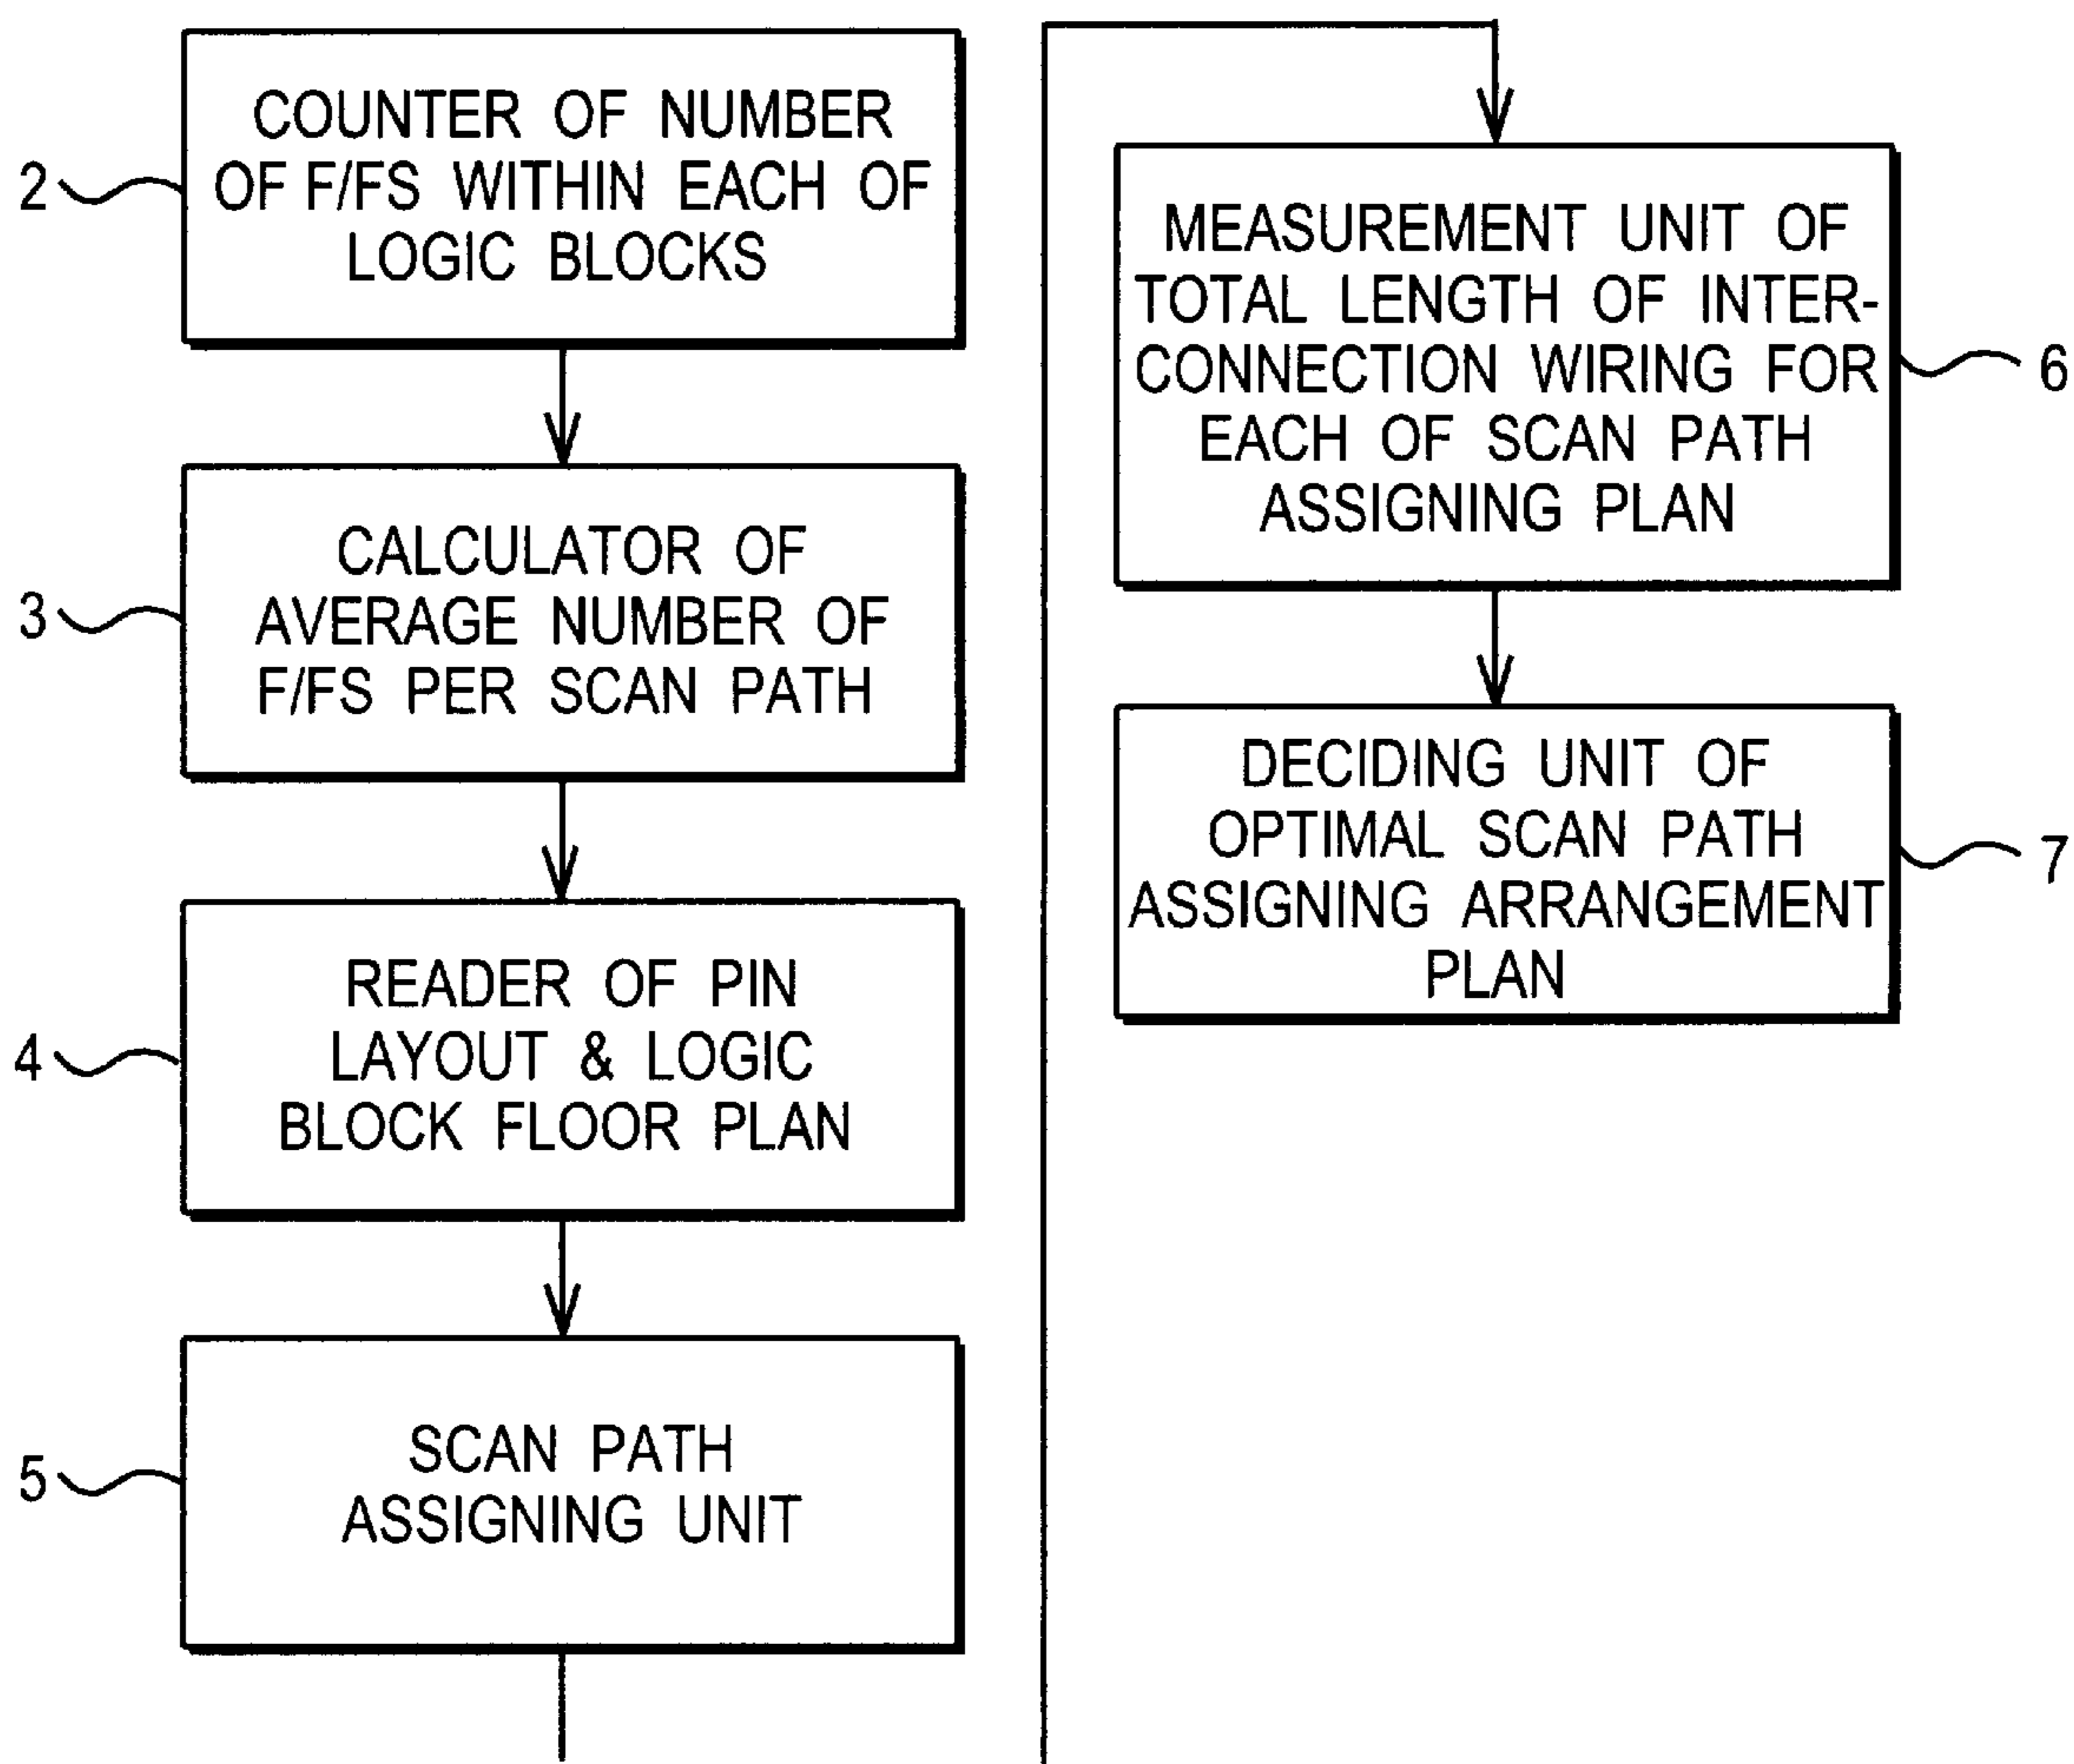 2
COUNTER OF NUMBER
OF F/FS WITHIN EACH OF
LOGIC BLOCKS
3
CALCULATOR OF
AVERAGE NUMBER OF
F/FS PER SCAN PATH
4
READER OF PIN
LAYOUT & LOGIC
BLOCK FLOOR PLAN
5
SCAN PATH
ASSIGNING UNIT
MEASUREMENT UNIT OF
TOTAL LENGTH OF INTER-
CONNECTION WIRING FOR
EACH OF SCAN PATH
ASSIGNING PLAN
6
DECIDING UNIT OF
OPTIMAL SCAN PATH
ASSIGNING ARRANGEMENT
PLAN
7